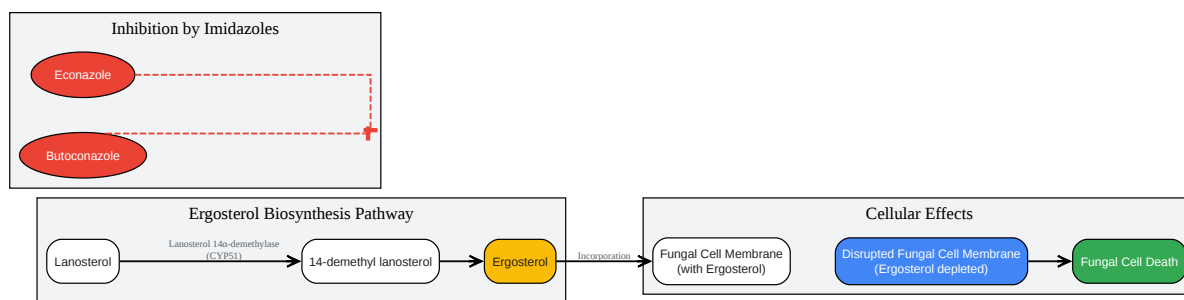 Inhibition by Imidazoles
Econazole
Butoconazole
Ergosterol Biosynthesis Pathway
Lanosterol
Lanosterol 14α-demethylase
(CYP51)
14-demethyl lanosterol
Ergosterol
Incorporation
Cellular Effects
Fungal Cell Membrane
(with Ergosterol)
Disrupted Fungal Cell Membrane
(Ergosterol depleted)
Fungal Cell Death